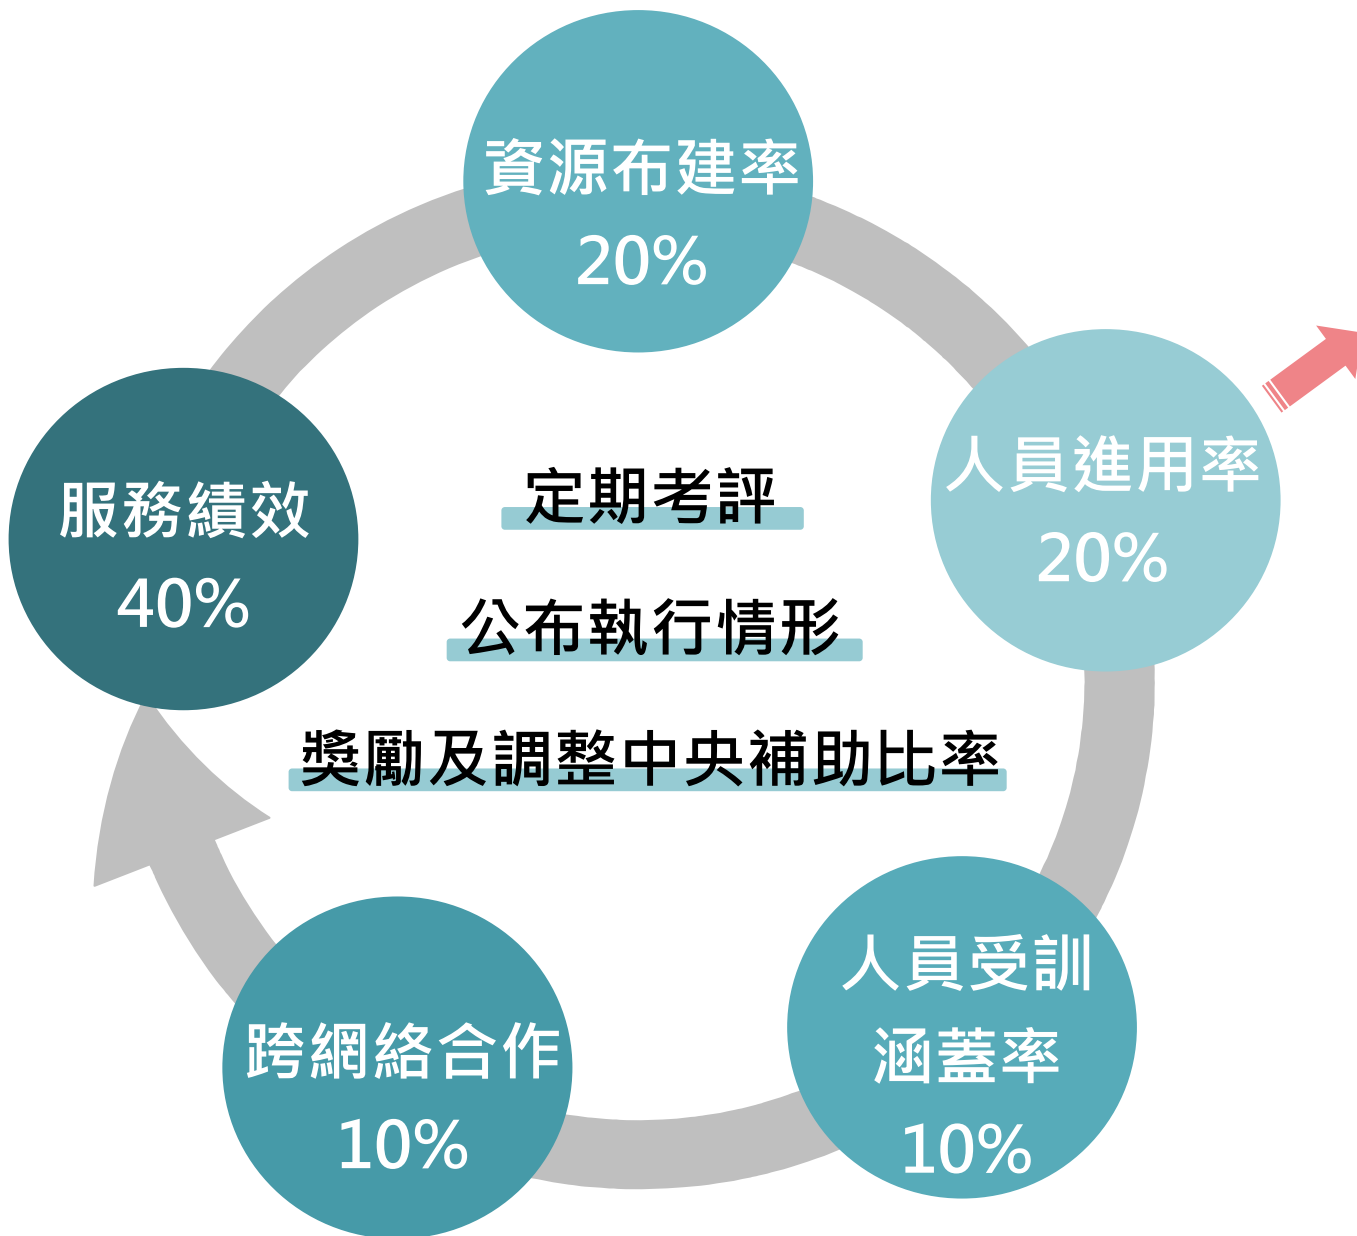 資源布建率
20%
人員進用率
20%
服務績效
40%
定期考評
公布執行情形
獎勵及調整中央補助比率
人員受訓
涵蓋率
10%
跨網絡合作
10%